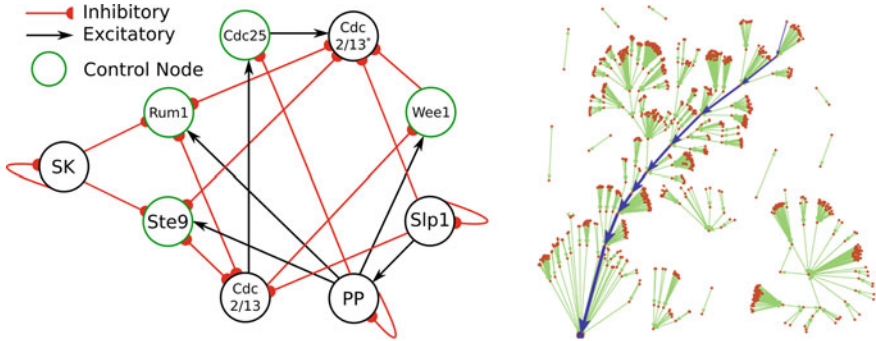 Inhibitory
Excitatory
Control Node
Cdc25
Cdc
2/13*
Rum1
Wee1
SK
Ste9
Slp1
Cdc
2/13
PP